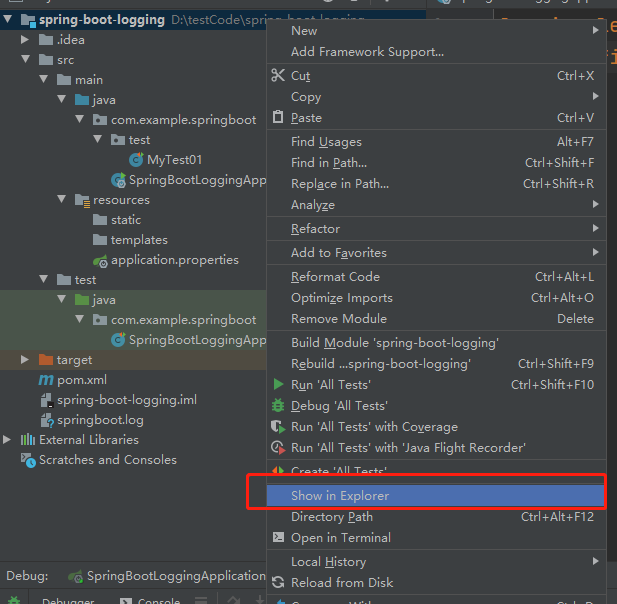 spring-boot-logging D:\testCode\spring-boot-logging
.idea
src
main
java
com.example.springboot
test
MyTest01
SpringBootLoggingApp
resources
static
templates
application.properties
test
java
com.example.springboot
SpringBootLoggingApp
target
pom.xml
spring-boot-logging.iml
springboot.log
External Libraries
Scratches and Consoles
New
Add Framework Support...
Cut Ctrl+X
Copy
Paste Ctrl+V
Find Usages Alt+F7
Find in Path... Ctrl+Shift+F
Replace in Path... Ctrl+Shift+R
Analyze
Refactor
Add to Favorites
Reformat Code Ctrl+Alt+L
Optimize Imports Ctrl+Alt+O
Remove Module Delete
Build Module 'spring-boot-logging'
Rebuild ...spring-boot-logging' Ctrl+Shift+F9
Run 'All Tests' Ctrl+Shift+F10
Debug 'All Tests'
Run 'All Tests' with Coverage
Run 'All Tests' with 'Java Flight Recorder'
Create 'All Tests'...
Show in Explorer
Directory Path Ctrl+Alt+F12
Open in Terminal
Local History
Reload from Disk
Debug: SpringBootLoggingApplication
Debugger Console